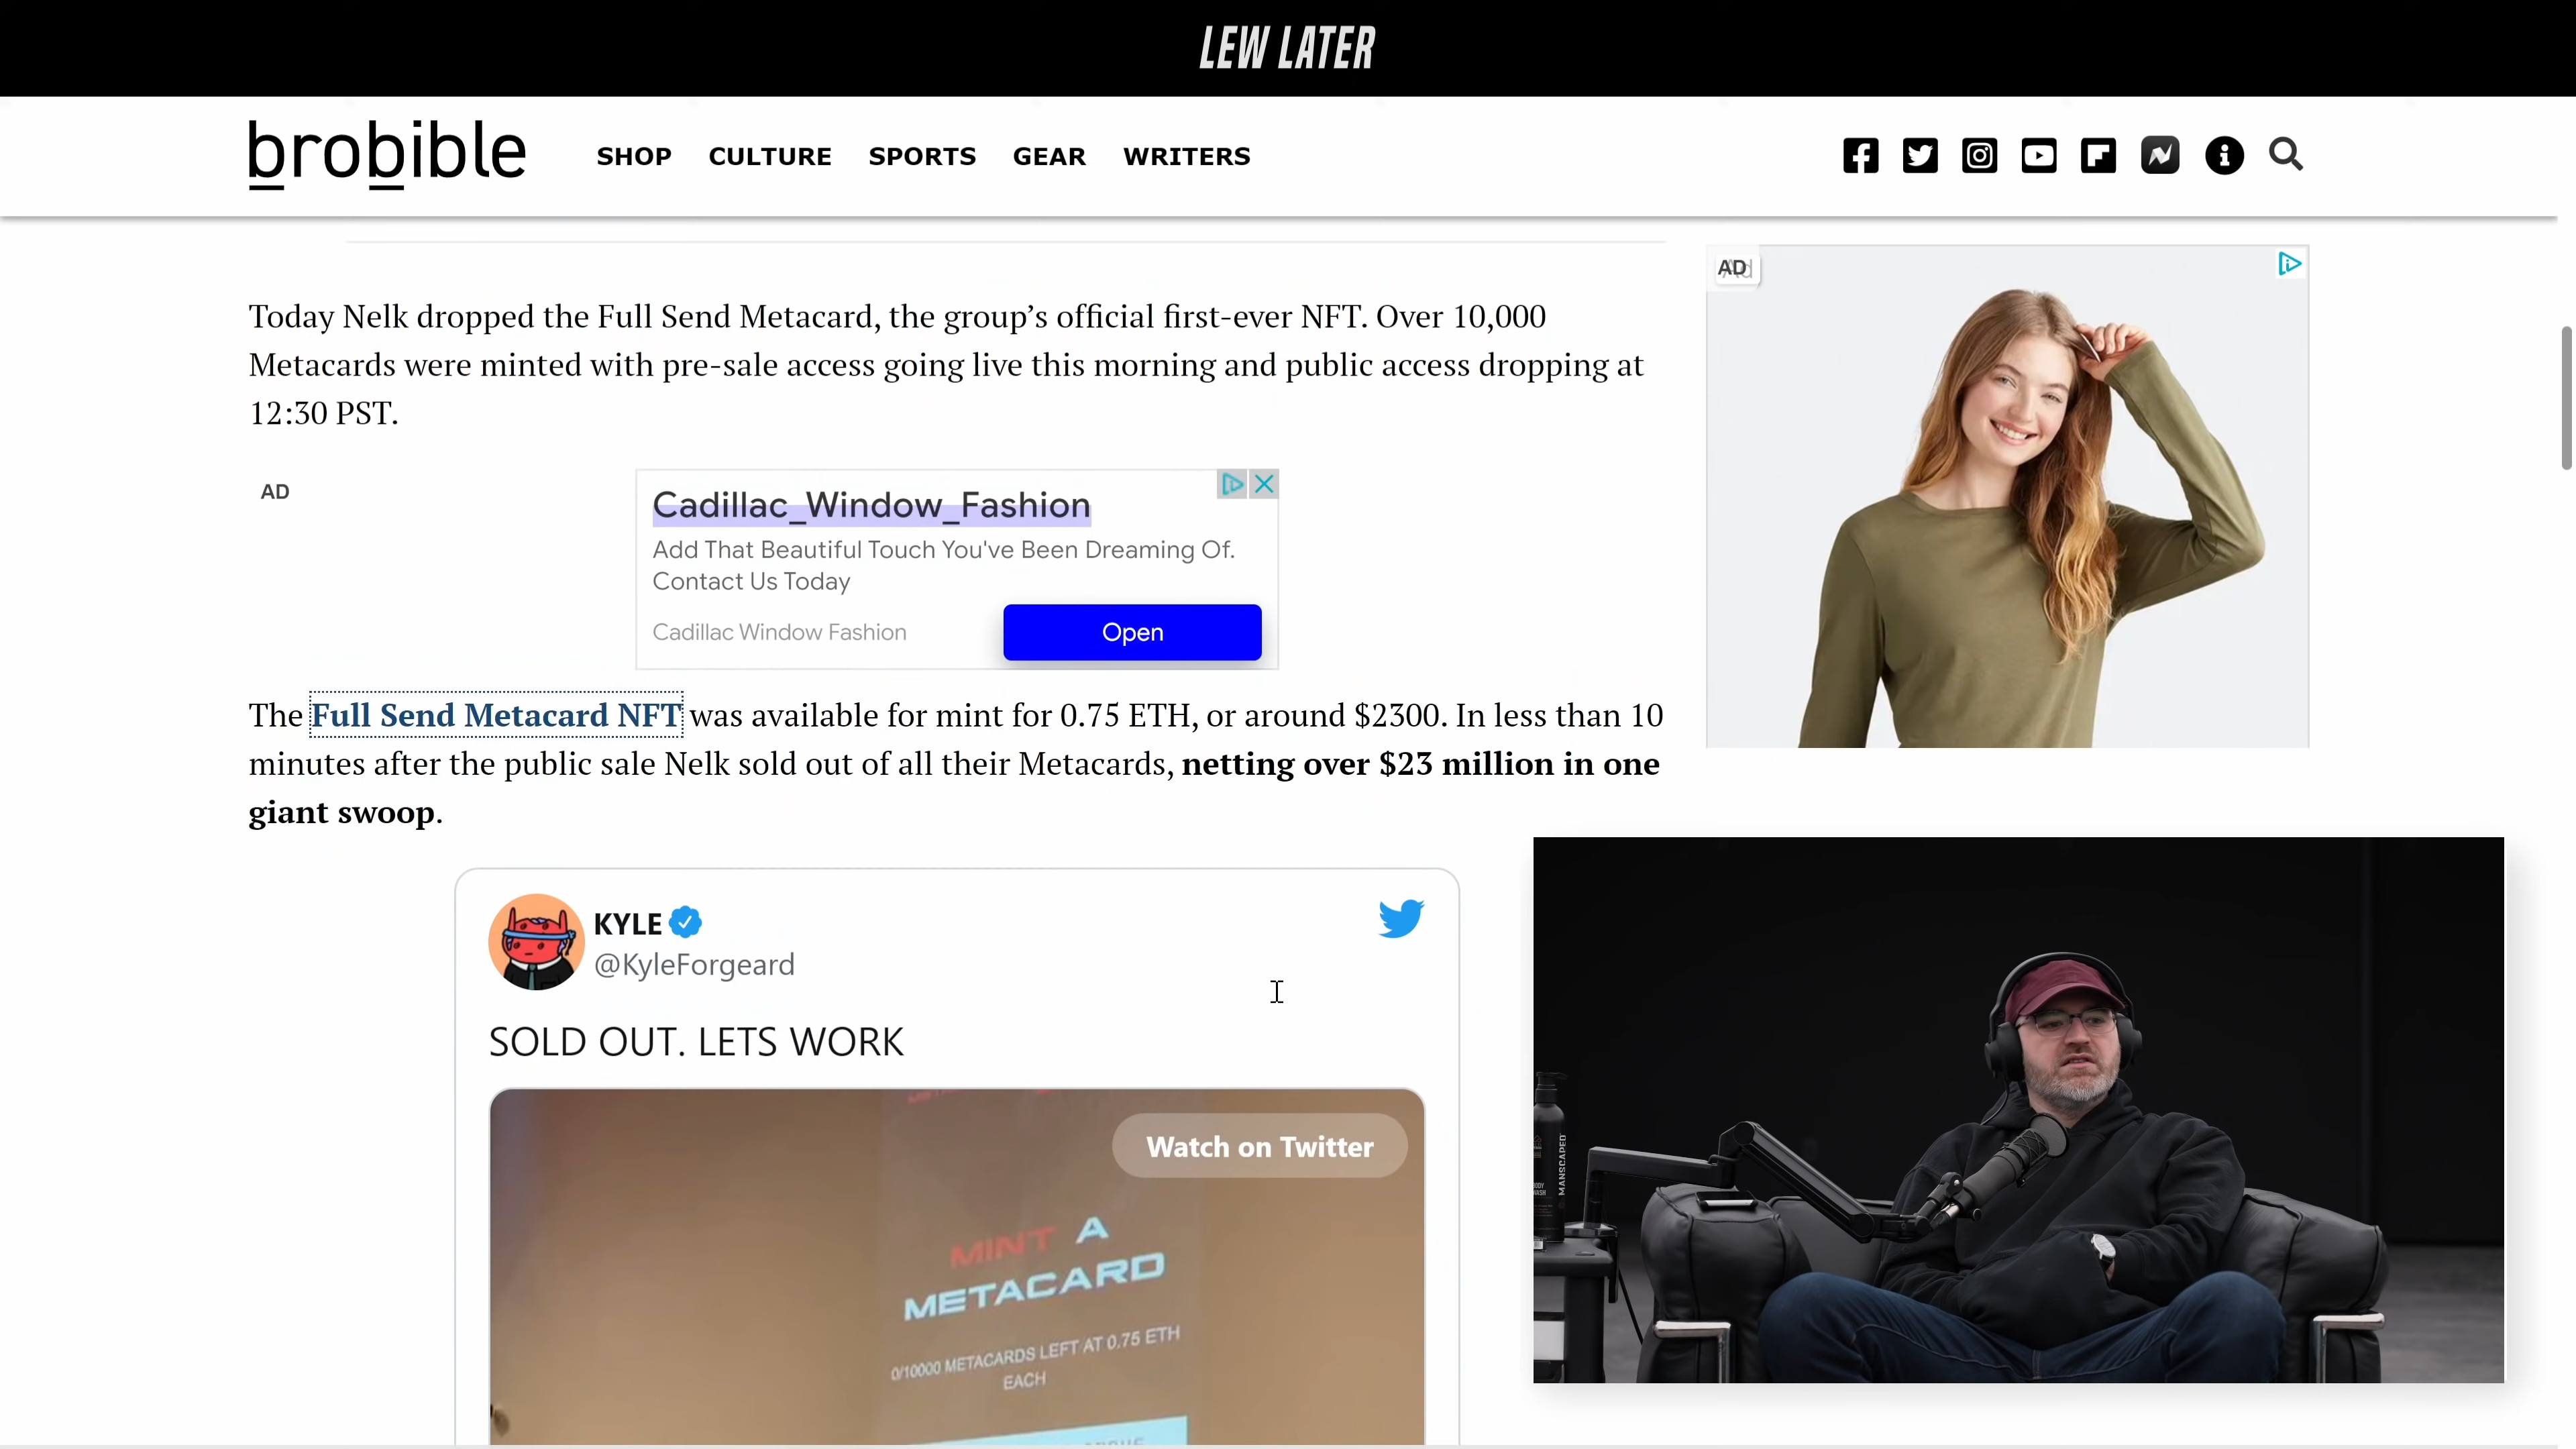 LEW LATER
brobible
SHOP CULTURE SPORTS GEAR WRITERS
Today Nelk dropped the Full Send Metacard, the group’s official first-ever NFT. Over 10,000
Metacards were minted with pre-sale access going live this morning and public access dropping at
12:30 PST.
AD
AD
Cadillac_Window_Fashion
Add That Beautiful Touch You've Been Dreaming Of.
Contact Us Today
Cadillac Window Fashion
Open
The Full Send Metacard NFT was available for mint for 0.75 ETH, or around $2300. In less than 10
minutes after the public sale Nelk sold out of all their Metacards, netting over $23 million in one
giant swoop.
KYLE
@KyleForgeard
SOLD OUT. LETS WORK
Watch on Twitter
MINT A
METACARD
0/10000 METACARDS LEFT AT 0.75 ETH
EACH
MANSCAPED